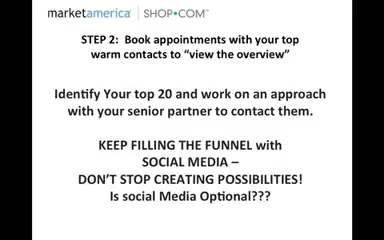 marketamerica | SHOP•COM
STEP 2: Book appointments with your top
warm contacts to “view the overview”
Identify Your top 20 and work on an approach
with your senior partner to contact them.
KEEP FILLING THE FUNNEL with
SOCIAL MEDIA –
DON’T STOP CREATING POSSIBILITIES!
Is social Media Optional???